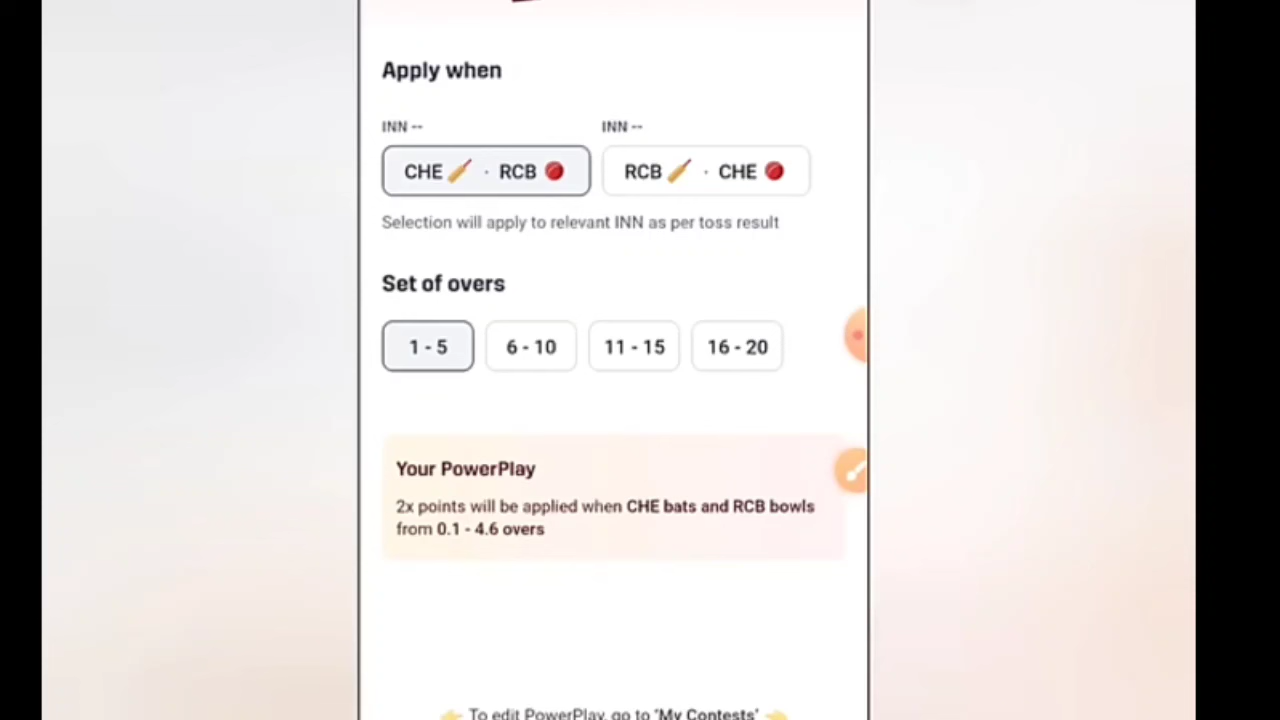 Apply when
INN -- INN --
CHE 🏏 · RCB 🔴 RCB 🏏 · CHE 🔴
Selection will apply to relevant INN as per toss result
Set of overs
1 - 5 6 - 10 11 - 15 16 - 20
Your PowerPlay
2x points will be applied when CHE bats and RCB bowls
from 0.1 - 4.6 overs
👉 To edit PowerPlay, go to 'My Contests' 👈